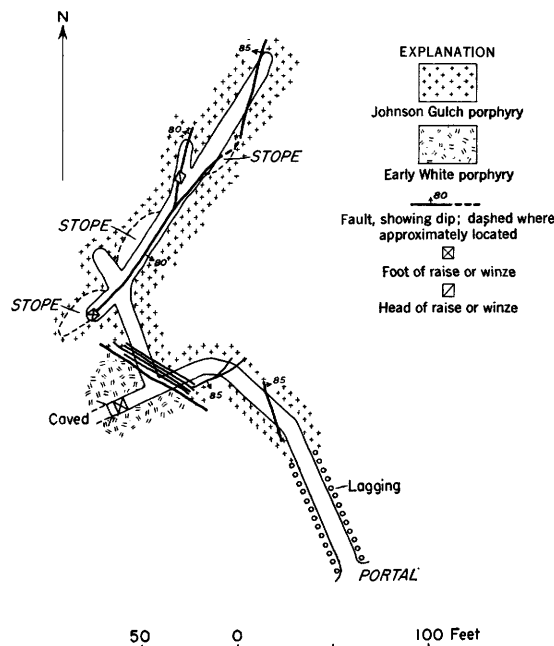 N
85
80
STOPE
STOPE
80
STOPE
85
85
Caved
Lagging
PORTAL
EXPLANATION
Johnson Gulch porphyry
Early White porphyry
80
Fault, showing dip; dashed where
approximately located
Foot of raise or winze
Head of raise or winze
50 0 100 Feet